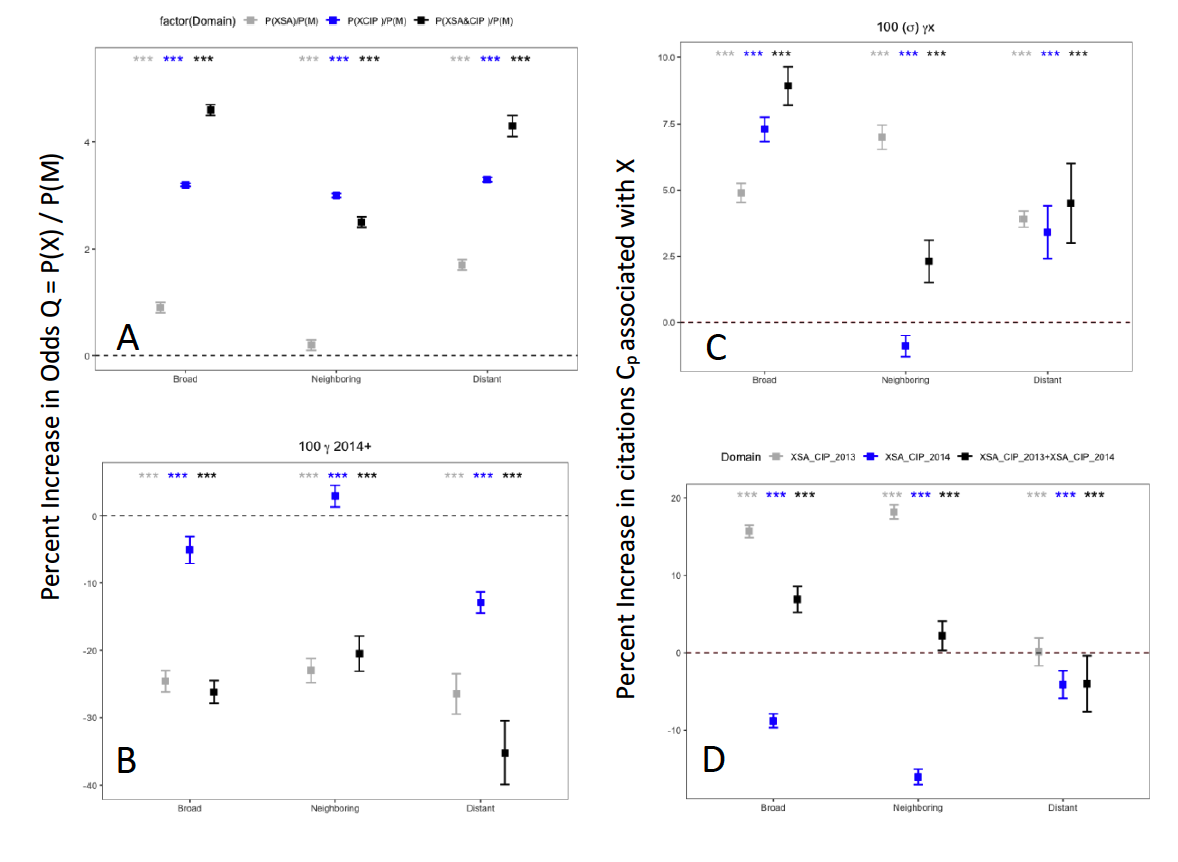 factor(Domain) P(XSA)/P(M) P(XCIP )/P(M) P(XSA&CIP )/P(M)
*** *** *** *** *** *** *** *** ***
4
2
0
A
Broad Neighboring Distant
Percent Increase in Odds Q = P(X) / P(M)
100 γ 2014+
*** *** *** *** *** *** *** *** ***
0
-10
-20
-30
-40
B
Broad Neighboring Distant
100 (σ) γx
*** *** *** *** *** *** *** *** ***
10.0
7.5
5.0
2.5
0.0
C
Broad Neighboring Distant
Percent Increase in citations Cₚ associated with X
Domain XSA_CIP_2013 XSA_CIP_2014 XSA_CIP_2013+XSA_CIP_2014
*** *** *** *** *** *** *** *** ***
20
10
0
-10
D
Broad Neighboring Distant